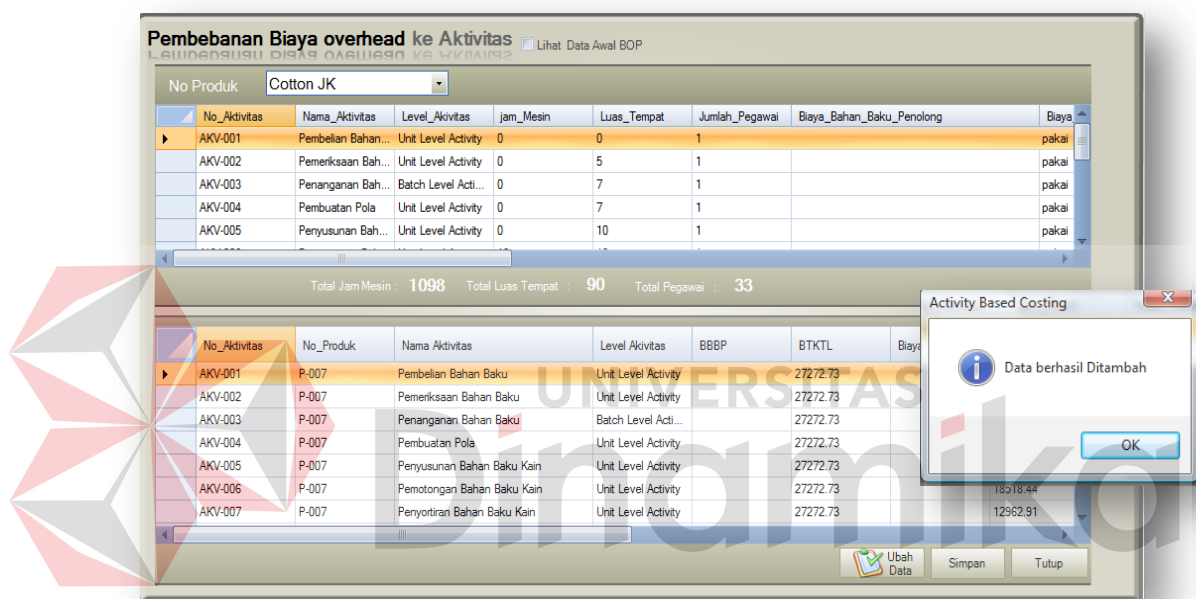 Pembebanan Biaya overhead ke Aktivitas Lihat Data Awal BOP
No Produk Cotton JK
No_Aktivitas Nama_Aktivitas Level_Akivitas jam_Mesin Luas_Tempat Jumlah_Pegawai Biaya_Bahan_Baku_Penolong Biaya
AKV-001 Pembelian Bahan... Unit Level Activity 0 0 1 pakai
AKV-002 Pemeriksaan Bah... Unit Level Activity 0 5 1 pakai
AKV-003 Penanganan Bah... Batch Level Acti... 0 7 1 pakai
AKV-004 Pembuatan Pola Unit Level Activity 0 7 1 pakai
AKV-005 Penyusunan Bah... Unit Level Activity 0 10 1 pakai
Total Jam Mesin : 1098 Total Luas Tempat : 90 Total Pegawai : 33
No_Aktivitas No_Produk Nama Aktivitas Level Akivitas BBBP BTKTL Biaya
AKV-001 P-007 Pembelian Bahan Baku Unit Level Activity 27272.73
AKV-002 P-007 Pemeriksaan Bahan Baku Unit Level Activity 27272.73
AKV-003 P-007 Penanganan Bahan Baku Batch Level Acti... 27272.73
AKV-004 P-007 Pembuatan Pola Unit Level Activity 27272.73
AKV-005 P-007 Penyusunan Bahan Baku Kain Unit Level Activity 27272.73
AKV-006 P-007 Pemotongan Bahan Baku Kain Unit Level Activity 27272.73 18518.44
AKV-007 P-007 Penyortiran Bahan Baku Kain Unit Level Activity 27272.73 12962.91
Ubah Data Simpan Tutup
Activity Based Costing
Data berhasil Ditambah
OK
UNIVERSITAS
Dinamika